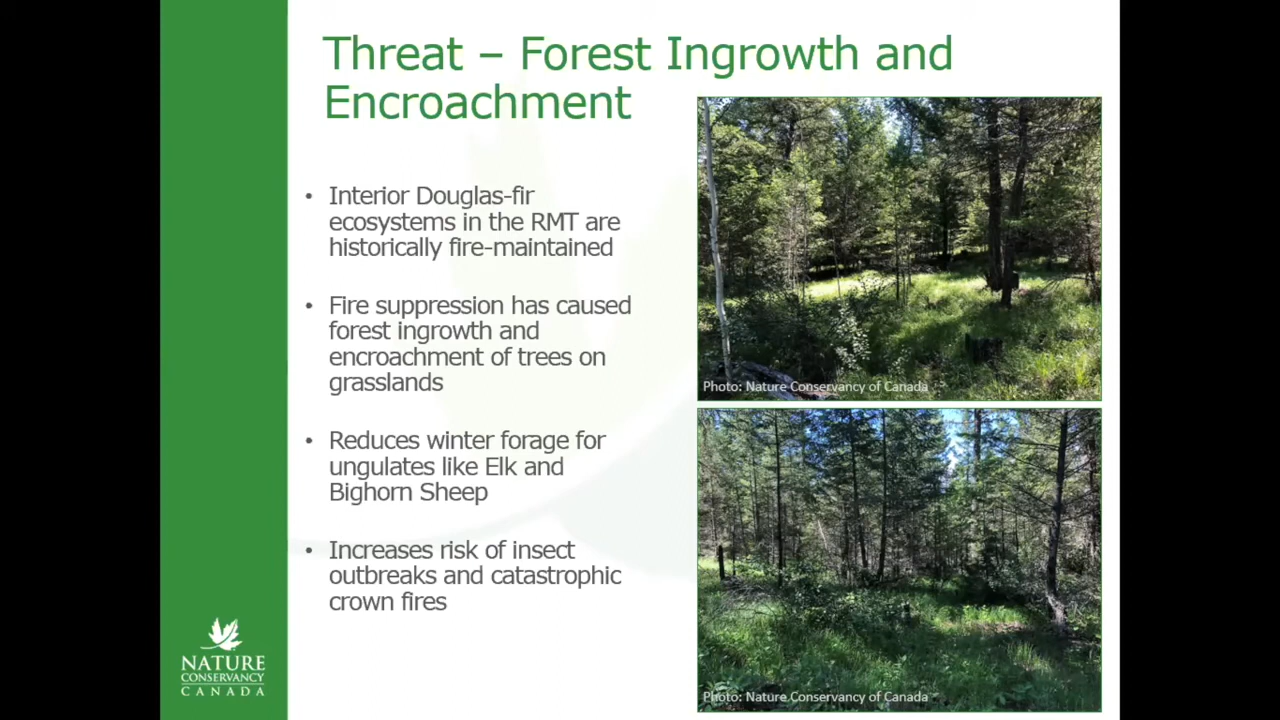 Threat – Forest Ingrowth and
Encroachment
• Interior Douglas-fir
ecosystems in the RMT are
historically fire-maintained
• Fire suppression has caused
forest ingrowth and
encroachment of trees on
grasslands
• Reduces winter forage for
ungulates like Elk and
Bighorn Sheep
• Increases risk of insect
outbreaks and catastrophic
crown fires
Photo: Nature Conservancy of Canada
Photo: Nature Conservancy of Canada
NATURE
CONSERVANCY
CANADA